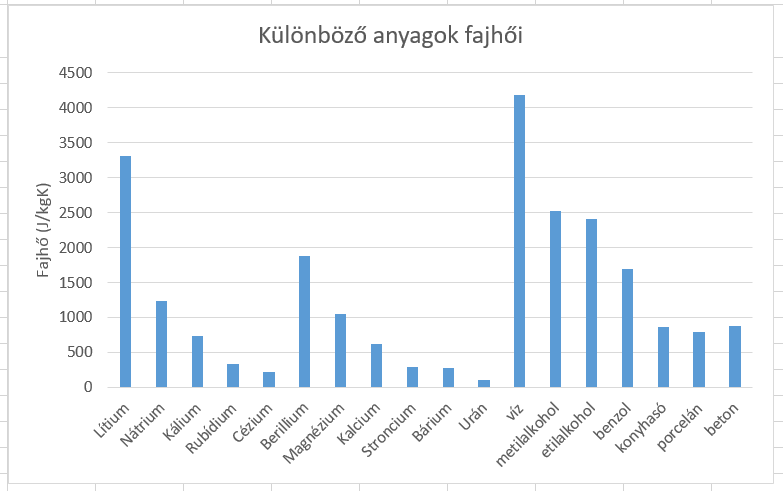 Különböző anyagok fajhői
Fajhő (J/kgK)
4500
4000
3500
3000
2500
2000
1500
1000
500
0
Lítium
Nátrium
Kálium
Rubídium
Cézium
Berillium
Magnézium
Kalcium
Stroncium
Bárium
Urán
víz
metilalkohol
etilalkohol
benzol
konyhasó
porcelán
beton